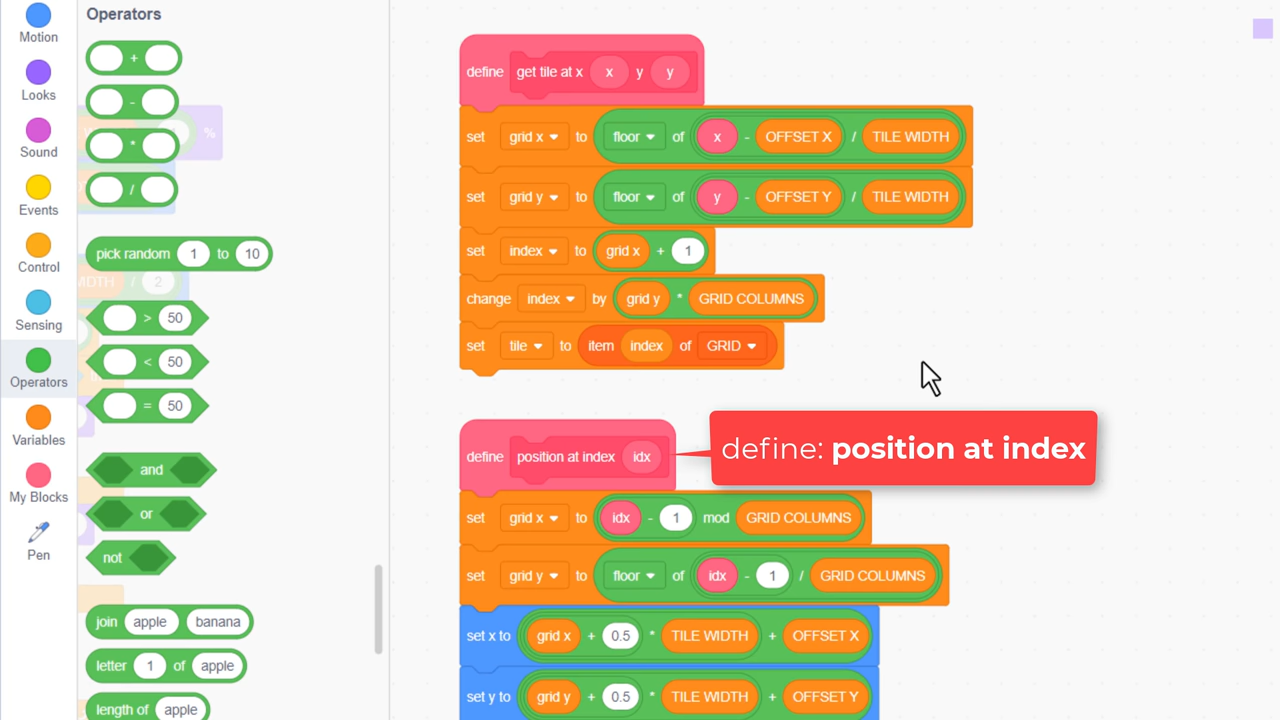 Motion
Looks
Sound
Events
Control
Sensing
Operators
Variables
My Blocks
Pen
Operators
+
-
*
/
pick random 1 to 10
> 50
< 50
= 50
and
or
not
join apple banana
letter 1 of apple
length of apple
%
/ 2
define get tile at x x y y
set grid x to floor of x - OFFSET X / TILE WIDTH
set grid y to floor of y - OFFSET Y / TILE WIDTH
set index to grid x + 1
change index by grid y * GRID COLUMNS
set tile to item index of GRID
define position at index idx
define: position at index
set grid x to idx - 1 mod GRID COLUMNS
set grid y to floor of idx - 1 / GRID COLUMNS
set x to grid x + 0.5 * TILE WIDTH + OFFSET X
set y to grid y + 0.5 * TILE WIDTH + OFFSET Y